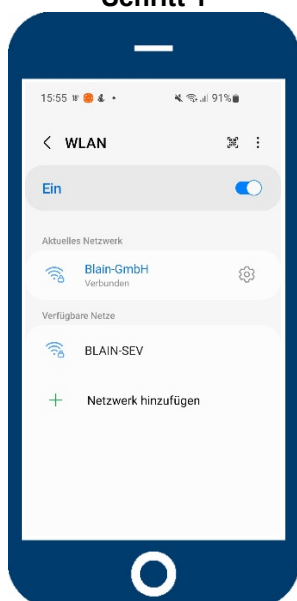 Schritt 1
15:55
91%
WLAN
Ein
Aktuelles Netzwerk
Blain-GmbH
Verbunden
Verfügbare Netze
BLAIN-SEV
+ Netzwerk hinzufügen